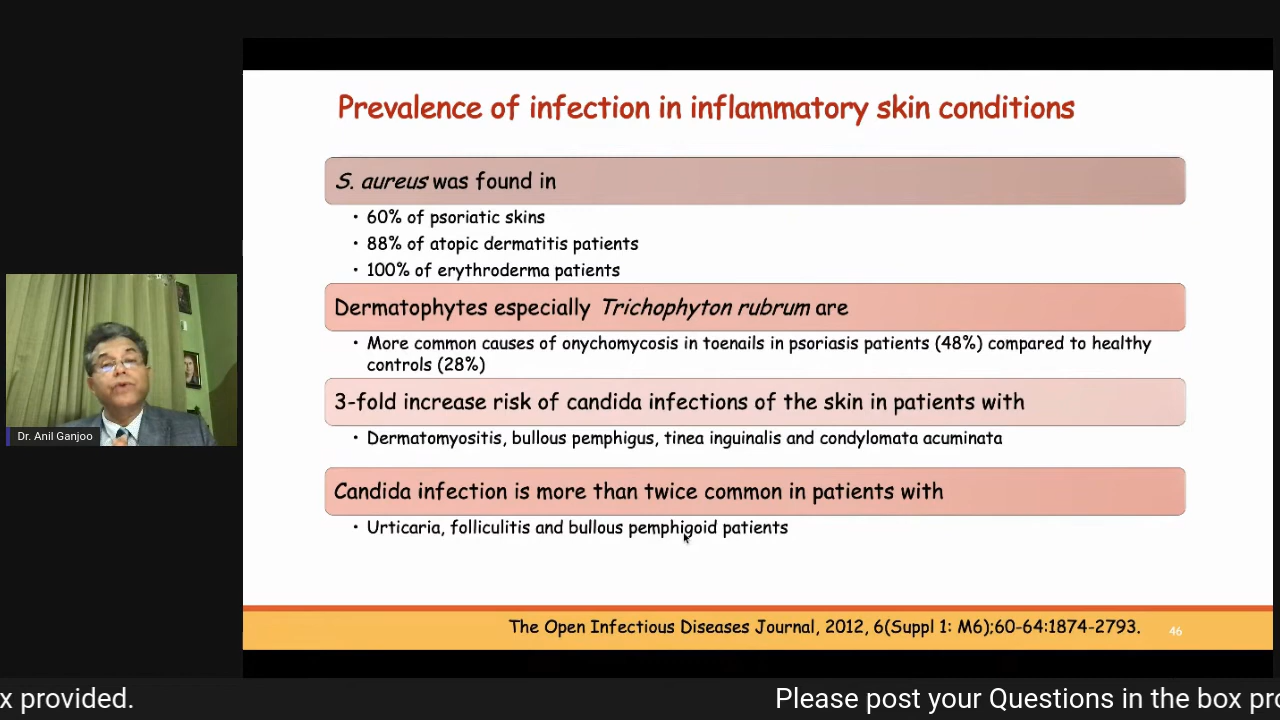 Prevalence of infection in inflammatory skin conditions
S. aureus was found in
• 60% of psoriatic skins
• 88% of atopic dermatitis patients
• 100% of erythroderma patients
Dermatophytes especially Trichophyton rubrum are
• More common causes of onychomycosis in toenails in psoriasis patients (48%) compared to healthy
controls (28%)
3-fold increase risk of candida infections of the skin in patients with
• Dermatomyositis, bullous pemphigus, tinea inguinalis and condylomata acuminata
Candida infection is more than twice common in patients with
• Urticaria, folliculitis and bullous pemphigoid patients
The Open Infectious Diseases Journal, 2012, 6(Suppl 1: M6);60-64:1874-2793.
46
Dr. Anil Ganjoo
x provided.
Please post your Questions in the box pro